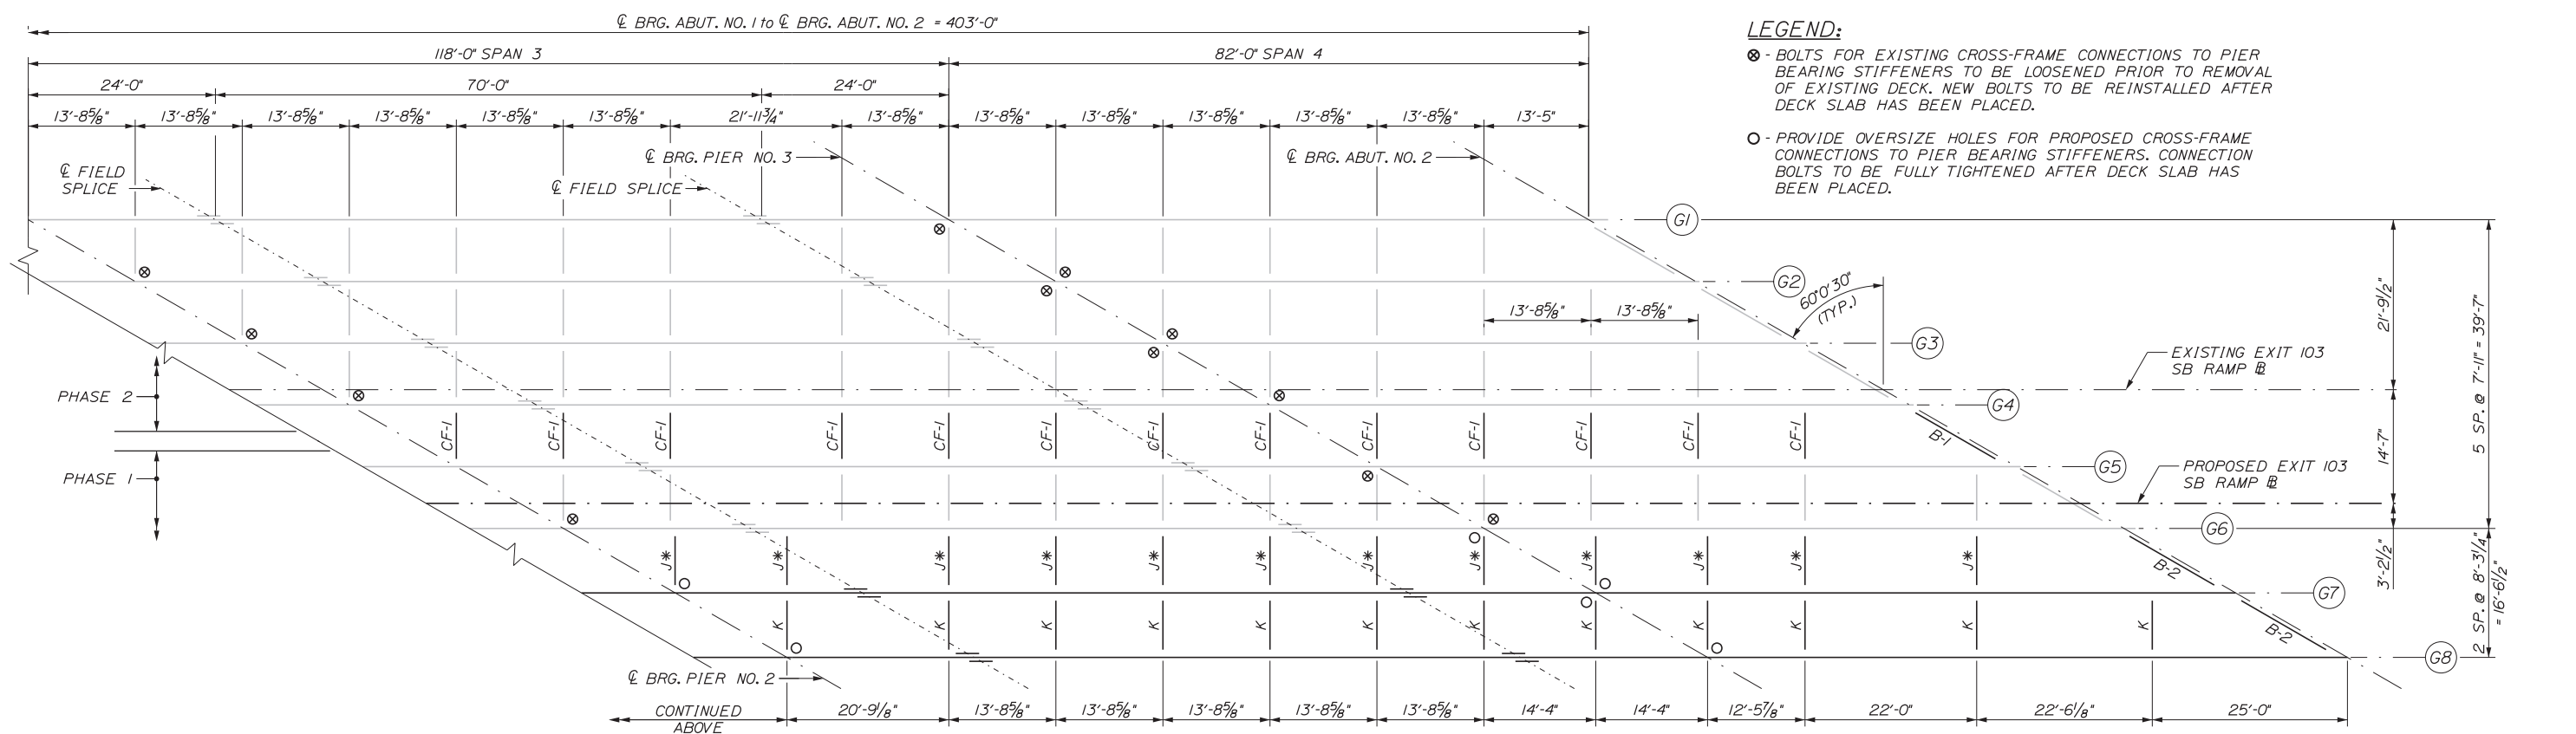 ℄ BRG. ABUT. NO. 1 to ℄ BRG. ABUT. NO. 2 = 403'-0"
118'-0" SPAN 3
82'-0" SPAN 4
24'-0"
70'-0"
24'-0"
13'-8⅝"
13'-8⅝"
13'-8⅝"
13'-8⅝"
13'-8⅝"
13'-8⅝"
21'-11¾"
13'-8⅝"
13'-8⅝"
13'-8⅝"
13'-8⅝"
13'-8⅝"
13'-8⅝"
13'-8⅝"
13'-5"
LEGEND:
⊗ - BOLTS FOR EXISTING CROSS-FRAME CONNECTIONS TO PIER
BEARING STIFFENERS TO BE LOOSENED PRIOR TO REMOVAL
OF EXISTING DECK. NEW BOLTS TO BE REINSTALLED AFTER
DECK SLAB HAS BEEN PLACED.
O - PROVIDE OVERSIZE HOLES FOR PROPOSED CROSS-FRAME
CONNECTIONS TO PIER BEARING STIFFENERS. CONNECTION
BOLTS TO BE FULLY TIGHTENED AFTER DECK SLAB HAS
BEEN PLACED.
℄ FIELD
SPLICE
℄ FIELD SPLICE
℄ BRG. PIER NO. 3
℄ BRG. ABUT. NO. 2
G1
G2
60°0'30"
(TYP.)
13'-8⅝"
13'-8⅝"
G3
21'-9½"
5 SP. @ 7'-11" = 39'-7"
EXISTING EXIT 103
SB RAMP ℄
PHASE 2
G4
CF-1
CF-1
CF-1
CF-1
CF-1
CF-1
CF-1
CF-1
CF-1
CF-1
CF-1
CF-1
CF-1
B-1
14'-7"
G5
PROPOSED EXIT 103
SB RAMP ℄
PHASE 1
G6
J*
J*
J*
J*
J*
J*
J*
J*
J*
J*
J*
J*
B-2
3'-2½"
2 SP. @ 8'-3¼"
= 16'-6½"
G7
K
K
K
K
K
K
K
K
K
K
K
K
B-2
G8
℄ BRG. PIER NO. 2
CONTINUED
ABOVE
20'-9⅛"
13'-8⅝"
13'-8⅝"
13'-8⅝"
13'-8⅝"
13'-8⅝"
14'-4"
14'-4"
12'-5⅞"
22'-0"
22'-6⅛"
25'-0"